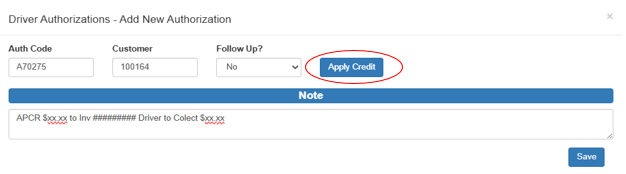 Driver Authorizations - Add New Authorization ×
Auth Code Customer Follow Up?
A70275 100164 No Apply Credit
Note
APCR $xx.xx to Inv ######### Driver to Colect $xx.xx
Save